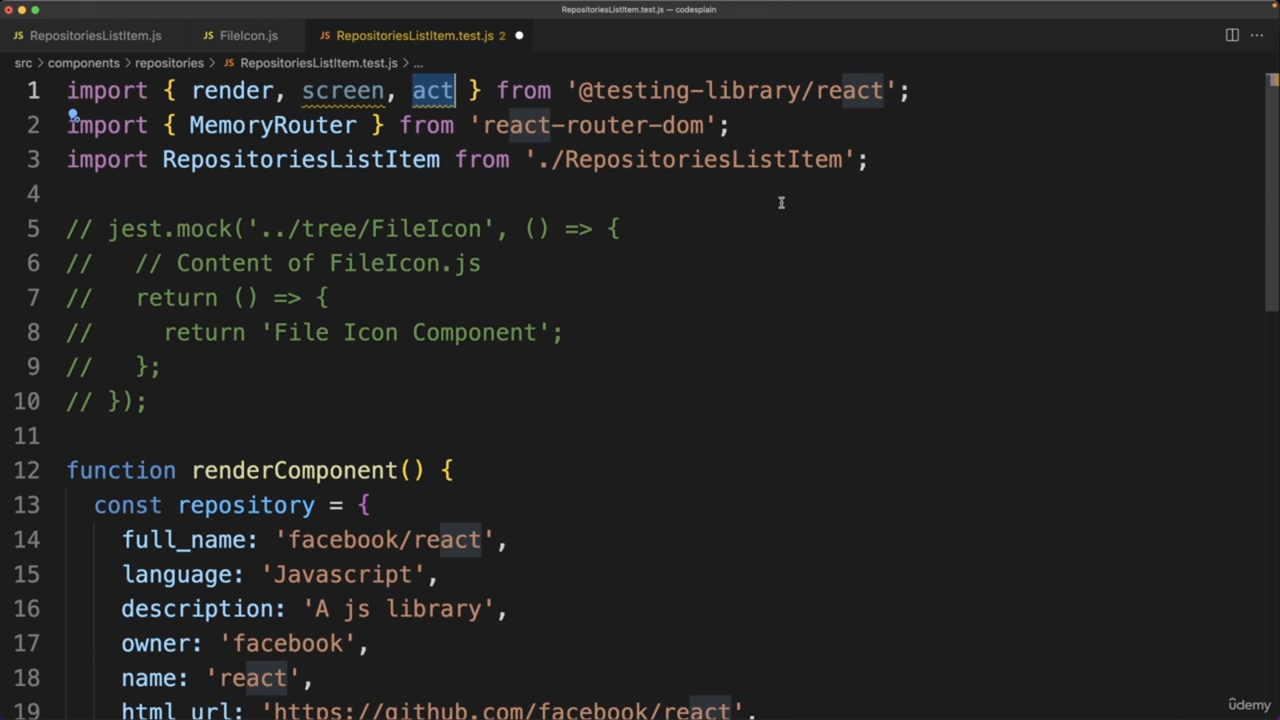 RepositoriesListItem.test.js — codesplain
JS RepositoriesListItem.js JS FileIcon.js JS RepositoriesListItem.test.js 2
src > components > repositories > JS RepositoriesListItem.test.js > ...
1 import { render, screen, act } from '@testing-library/react';
2 import { MemoryRouter } from 'react-router-dom';
3 import RepositoriesListItem from './RepositoriesListItem';
4
5 // jest.mock('../tree/FileIcon', () => {
6 //   // Content of FileIcon.js
7 //   return () => {
8 //     return 'File Icon Component';
9 //   };
10 // });
11
12 function renderComponent() {
13   const repository = {
14     full_name: 'facebook/react',
15     language: 'Javascript',
16     description: 'A js library',
17     owner: 'facebook',
18     name: 'react',
19     html_url: 'https://github.com/facebook/react',
ûdemy